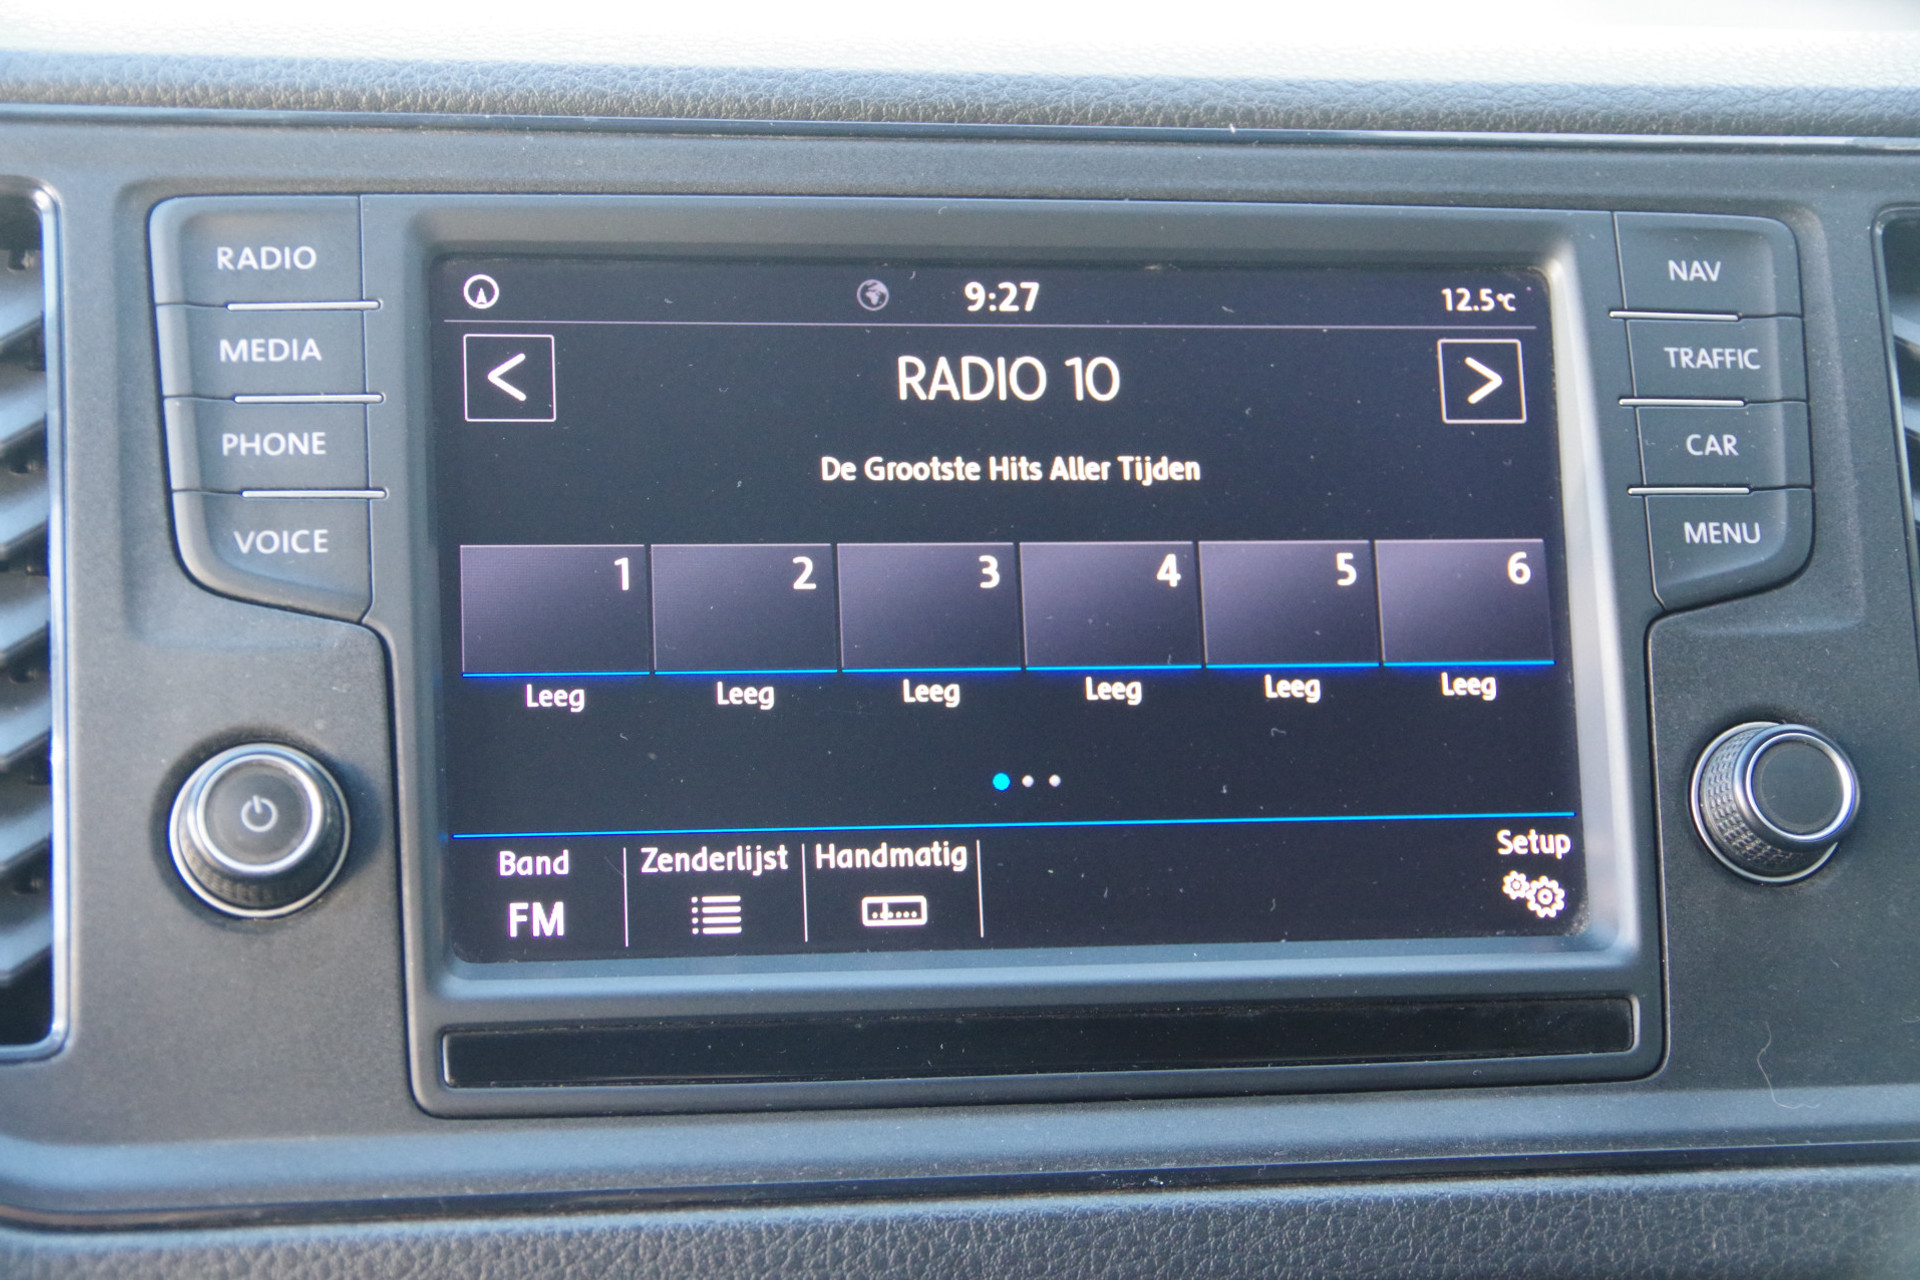 RADIO
MEDIA
PHONE
VOICE
9:27
12.5°C
<
RADIO 10
>
De Grootste Hits Aller Tijden
1 2 3 4 5 6
Leeg Leeg Leeg Leeg Leeg Leeg
Band Zenderlijst Handmatig Setup
FM
NAV
TRAFFIC
CAR
MENU